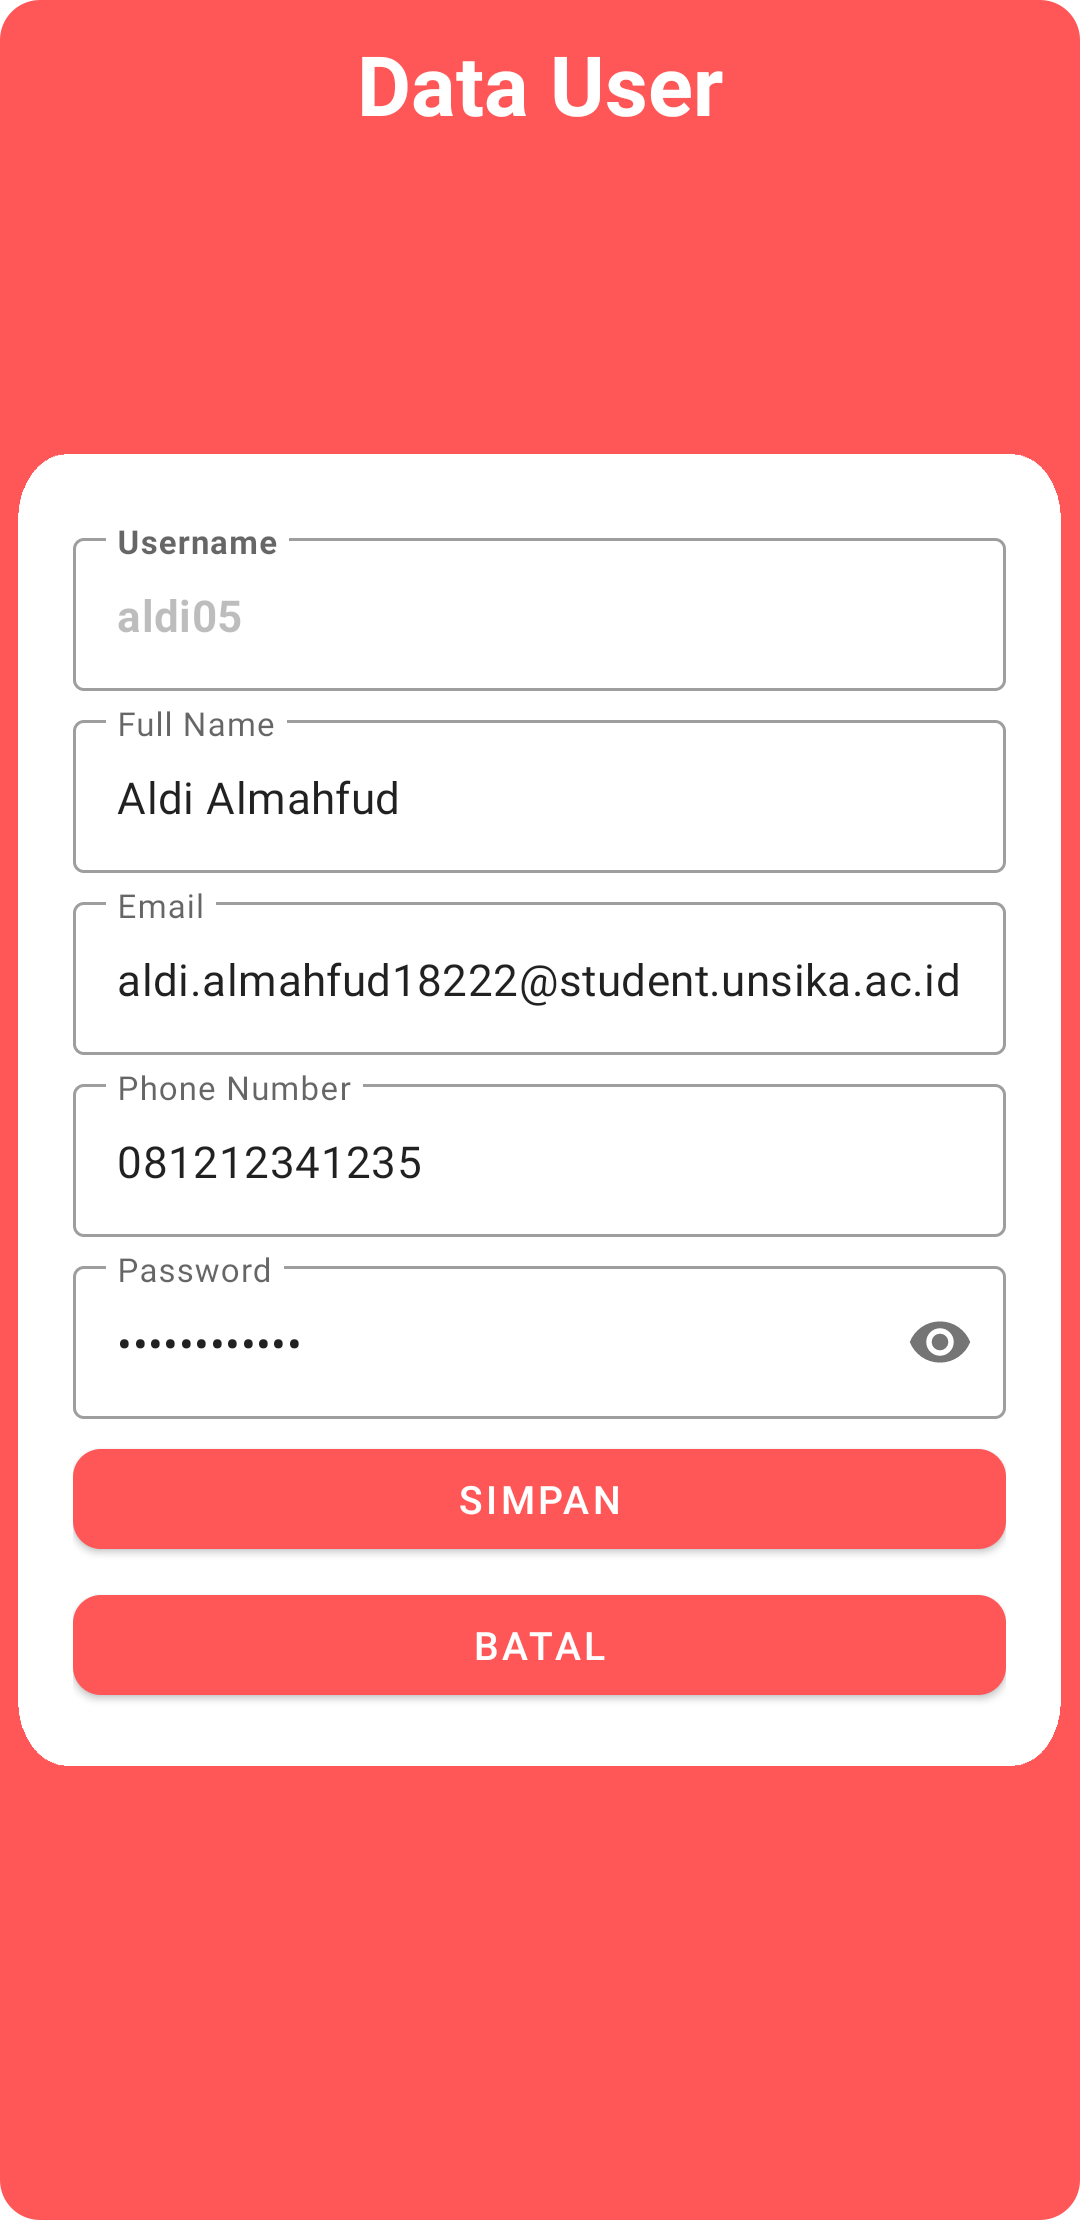 Data User
Username
aldi05
Full Name
Aldi Almahfud
Email
aldi.almahfud18222@student.unsika.ac.id
Phone Number
081212341235
Password
••••••••••••
SIMPAN
BATAL